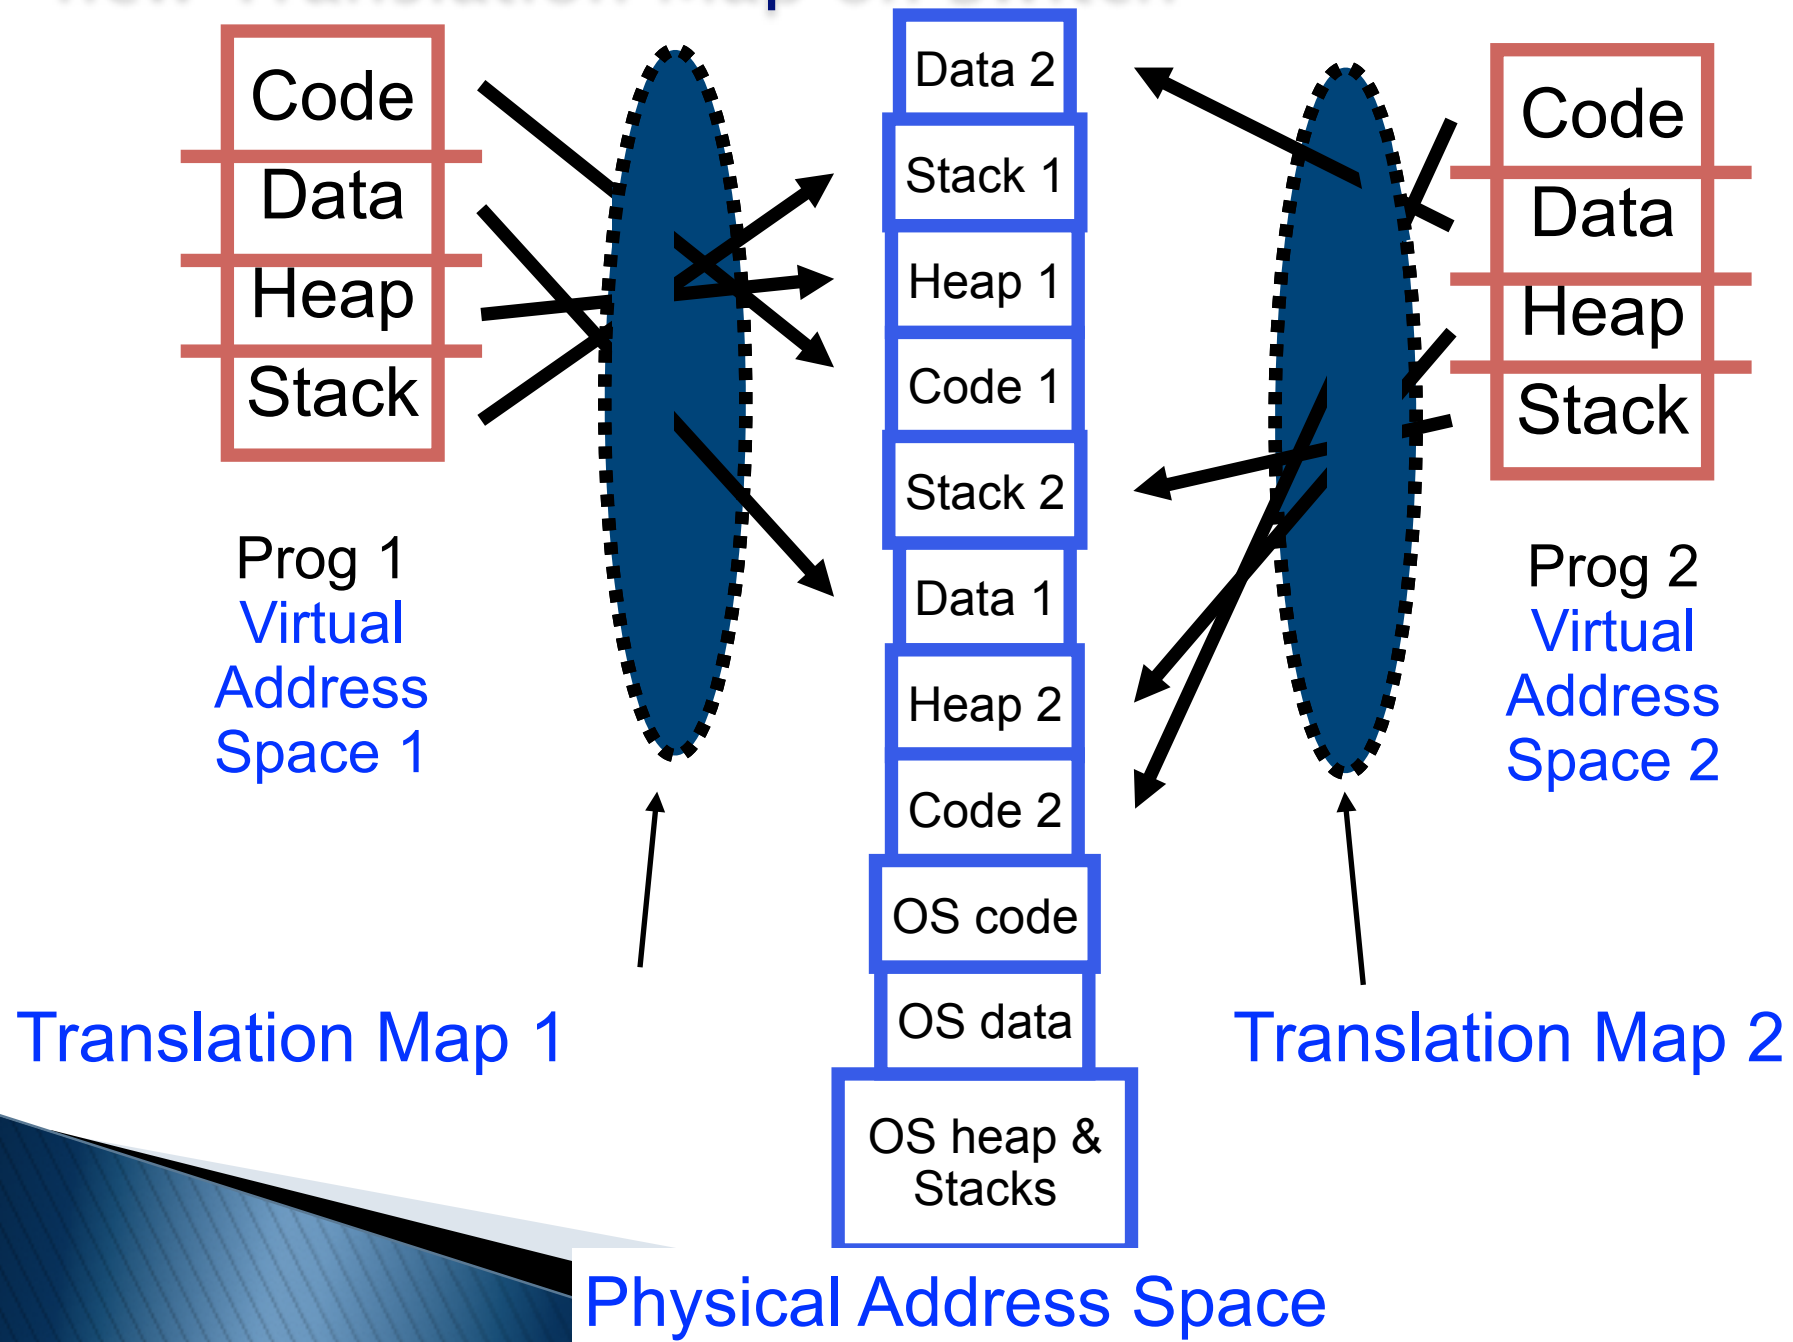 Code
Data
Heap
Stack
Prog 1
Virtual
Address
Space 1
Translation Map 1
Data 2
Stack 1
Heap 1
Code 1
Stack 2
Data 1
Heap 2
Code 2
OS code
OS data
OS heap &
Stacks
Physical Address Space
Code
Data
Heap
Stack
Prog 2
Virtual
Address
Space 2
Translation Map 2